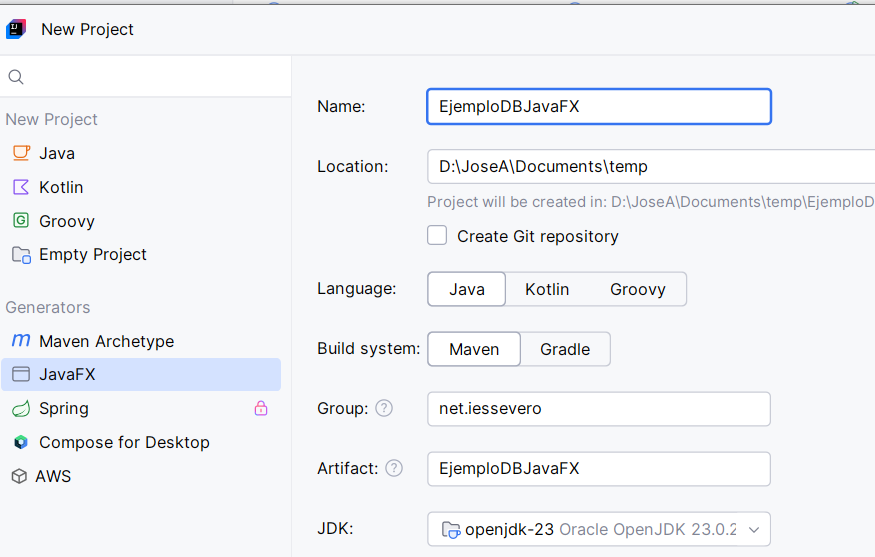 New Project
New Project
Java
Kotlin
Groovy
Empty Project
Generators
Maven Archetype
JavaFX
Spring
Compose for Desktop
AWS
Name: EjemploDBJavaFX
Location: D:\JoseA\Documents\temp
Project will be created in: D:\JoseA\Documents\temp\EjemploD
Create Git repository
Language: Java Kotlin Groovy
Build system: Maven Gradle
Group: ? net.iessevero
Artifact: ? EjemploDBJavaFX
JDK: openjdk-23 Oracle OpenJDK 23.0.2